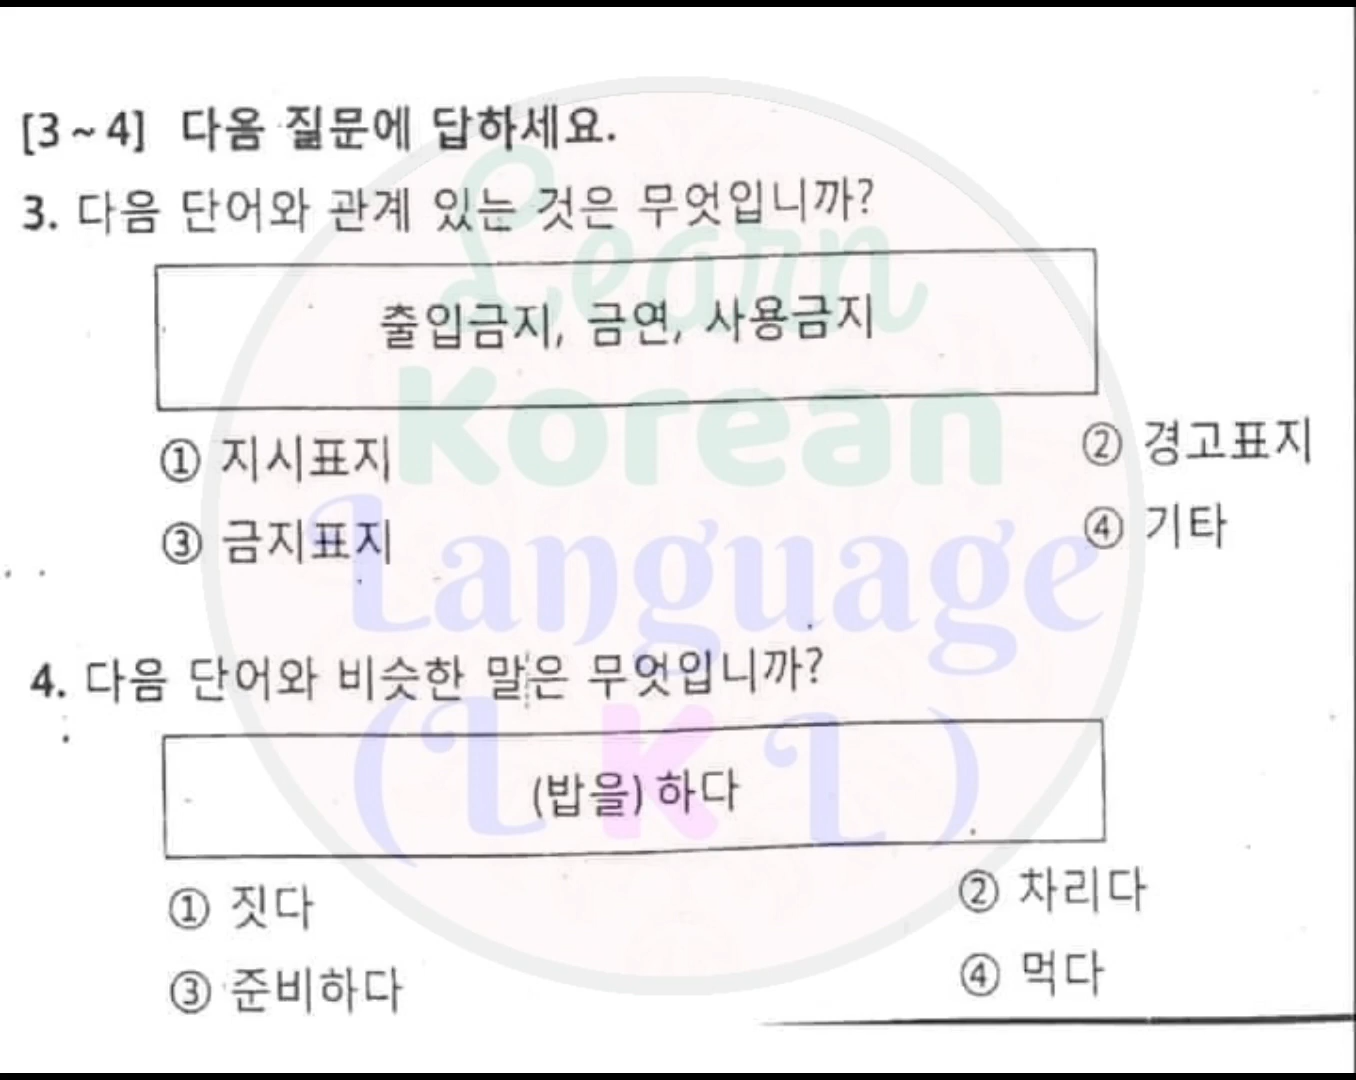 [3 ~ 4] 다음 질문에 답하세요.
3. 다음 단어와 관계 있는 것은 무엇입니까?
출입금지, 금연, 사용금지
① 지시표지 ② 경고표지
③ 금지표지 ④ 기타
4. 다음 단어와 비슷한 말은 무엇입니까?
(밥을) 하다
① 짓다 ② 차리다
③ 준비하다 ④ 먹다
Learn
Korean
Language
(LKL)